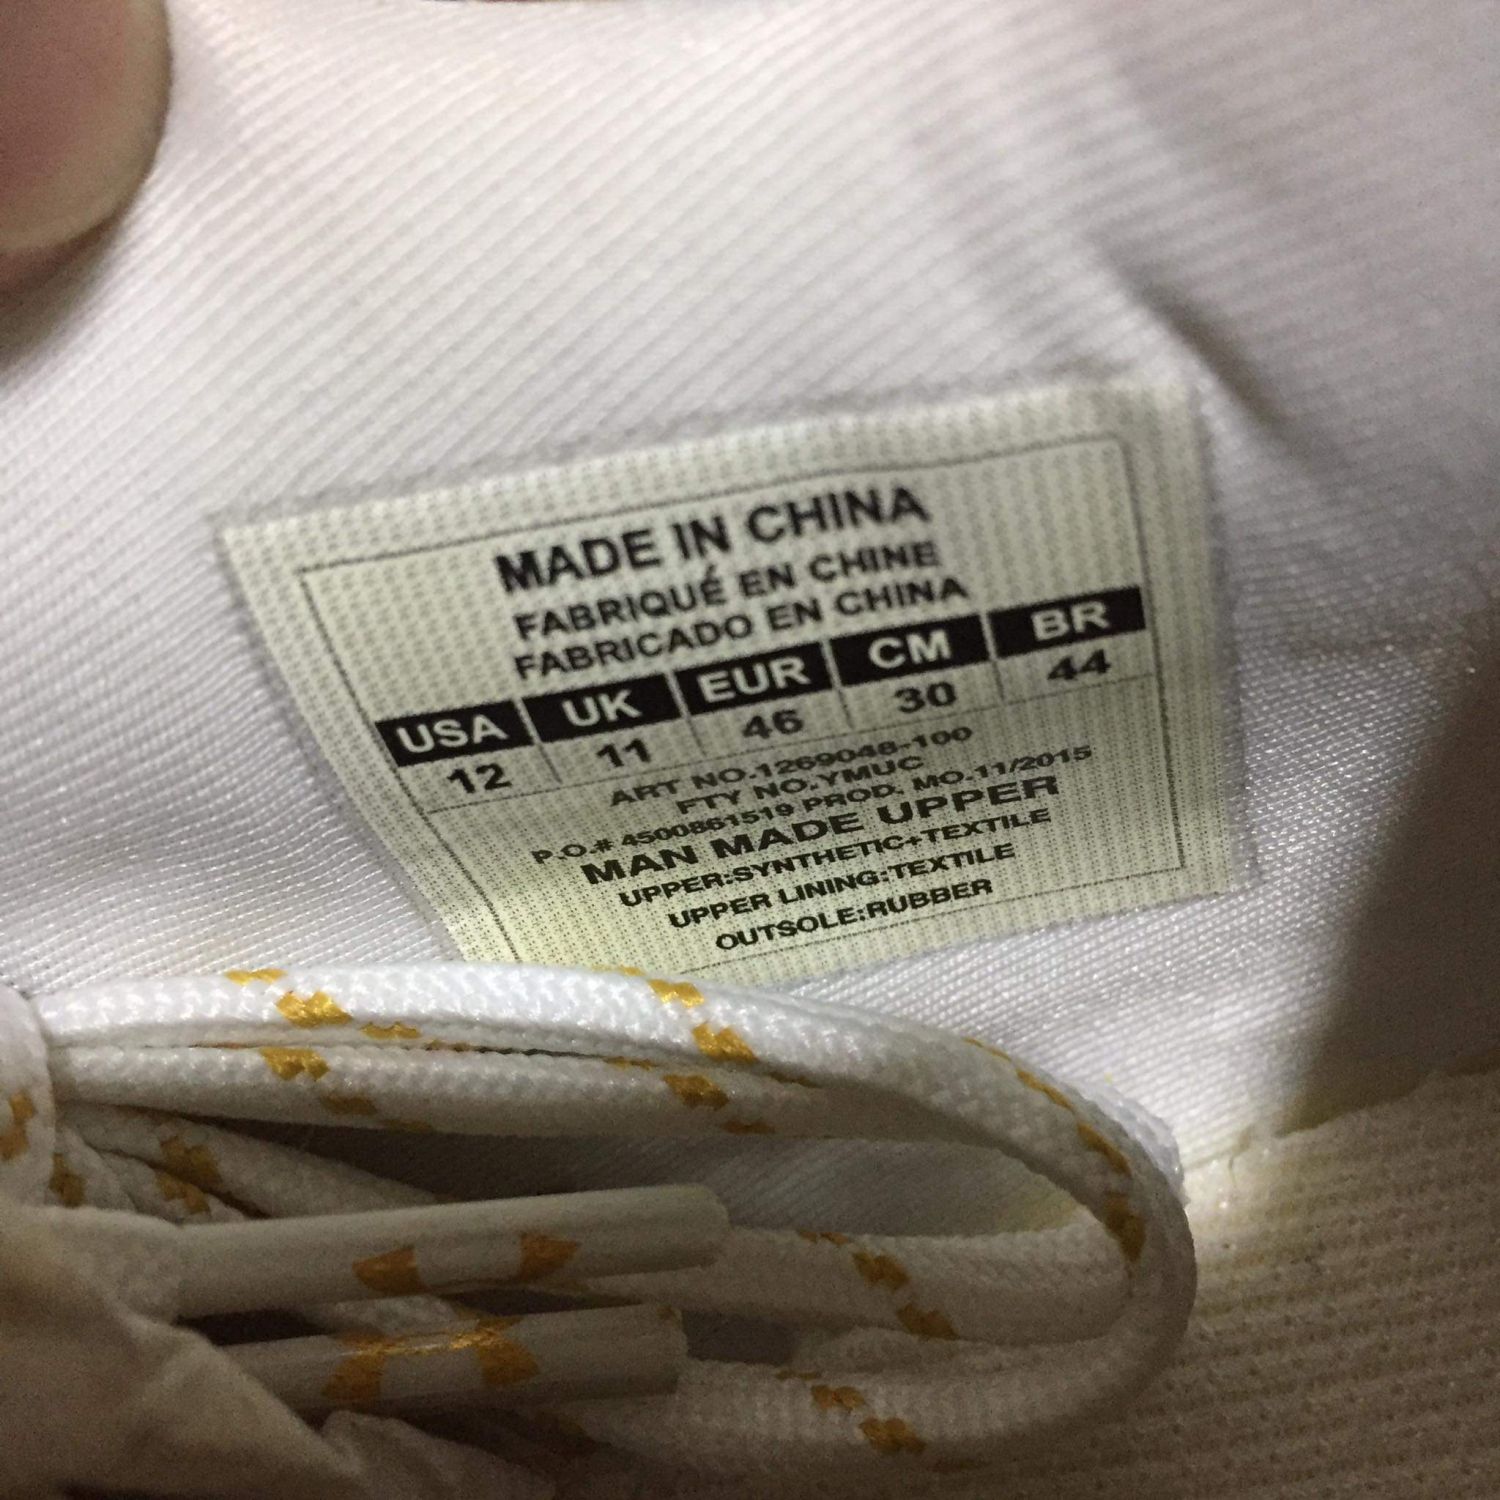 MADE IN CHINA
FABRIQUÉ EN CHINE
FABRICADO EN CHINA
USA UK EUR CM BR
12 11 46 30 44
ART NO.1269048-100
FTY NO.YMUC
P.O.# 4500861519 PROD. MO.11/2015
MAN MADE UPPER
UPPER:SYNTHETIC+TEXTILE
UPPER LINING:TEXTILE
OUTSOLE:RUBBER